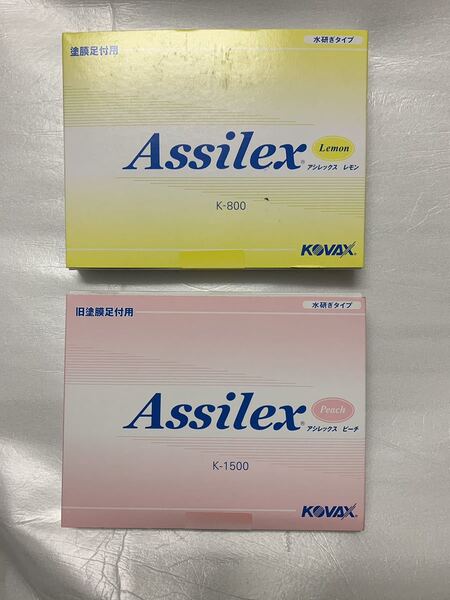 塗膜足付用
水研ぎタイプ
Assilex®
Lemon
アシレックス レモン
K-800
KOVAX®
旧塗膜足付用
水研ぎタイプ
Assilex®
Peach
アシレックス ピーチ
K-1500
KOVAX®